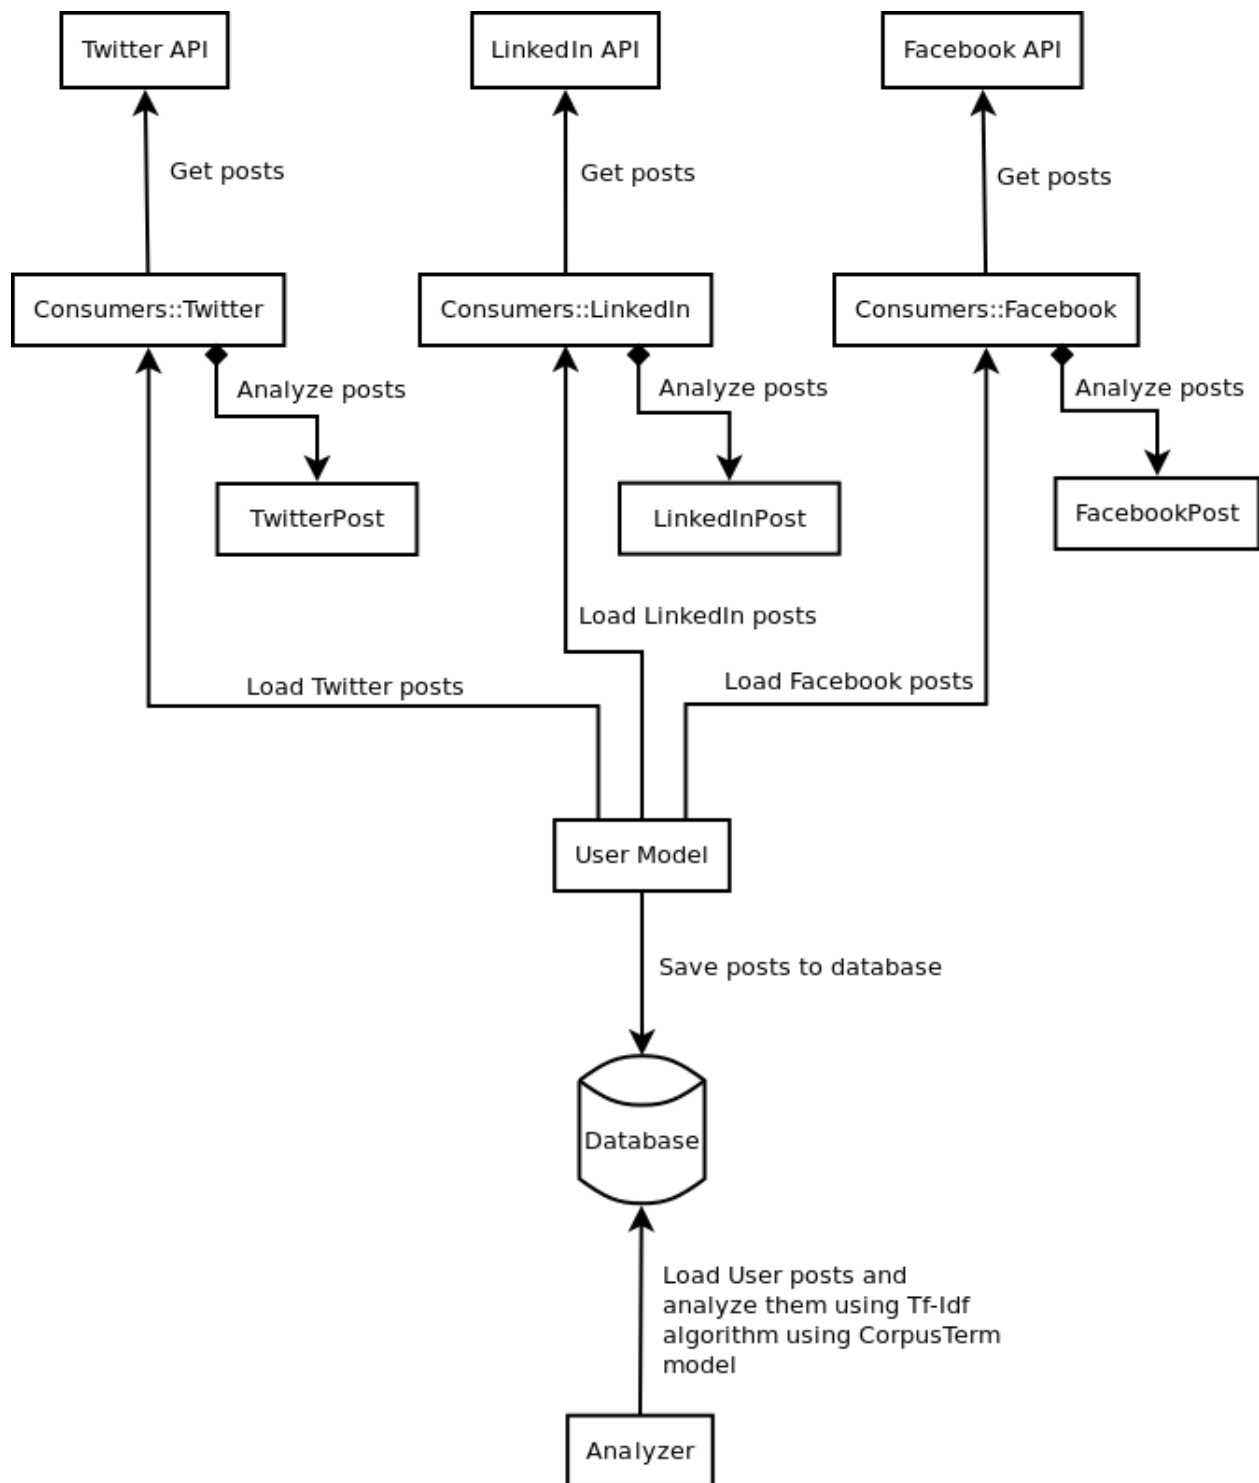 Twitter API
LinkedIn API
Facebook API
Get posts
Get posts
Get posts
Consumers::Twitter
Consumers::LinkedIn
Consumers::Facebook
Analyze posts
Analyze posts
Analyze posts
TwitterPost
LinkedInPost
FacebookPost
Load LinkedIn posts
Load Twitter posts
Load Facebook posts
User Model
Save posts to database
Database
Load User posts and
analyze them using Tf-Idf
algorithm using CorpusTerm
model
Analyzer